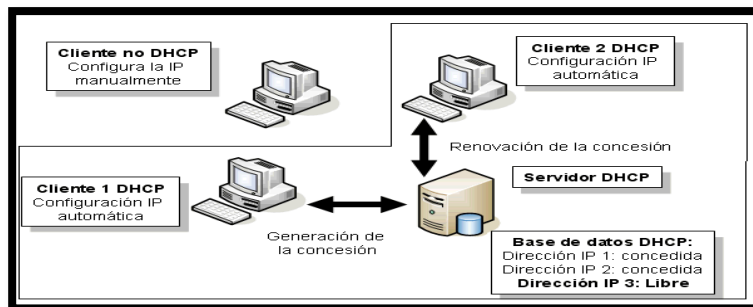 Cliente no DHCP
Configura la IP
manualmente
Cliente 2 DHCP
Configuración IP
automática
Renovación de la concesión
Cliente 1 DHCP
Configuración IP
automática
Servidor DHCP
Generación de
la concesión
Base de datos DHCP:
Dirección IP 1: concedida
Dirección IP 2: concedida
Dirección IP 3: Libre